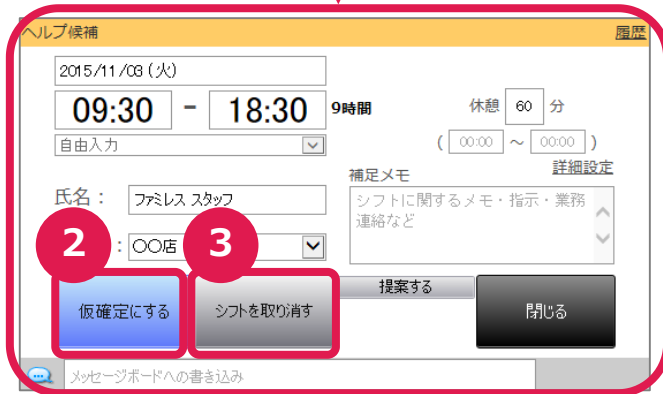 ヘルプ候補 履歴
2015/11/03 (火)
09:30 - 18:30 9時間 休憩 60 分
自由入力 ( 00:00 ～ 00:00 )
詳細設定
補足メモ
氏名： ファミレス スタッフ
シフトに関するメモ・指示・業務
連絡など
2 ： 〇〇店 3
提案する
仮確定にする シフトを取り消す 閉じる
メッセージボードへの書き込み